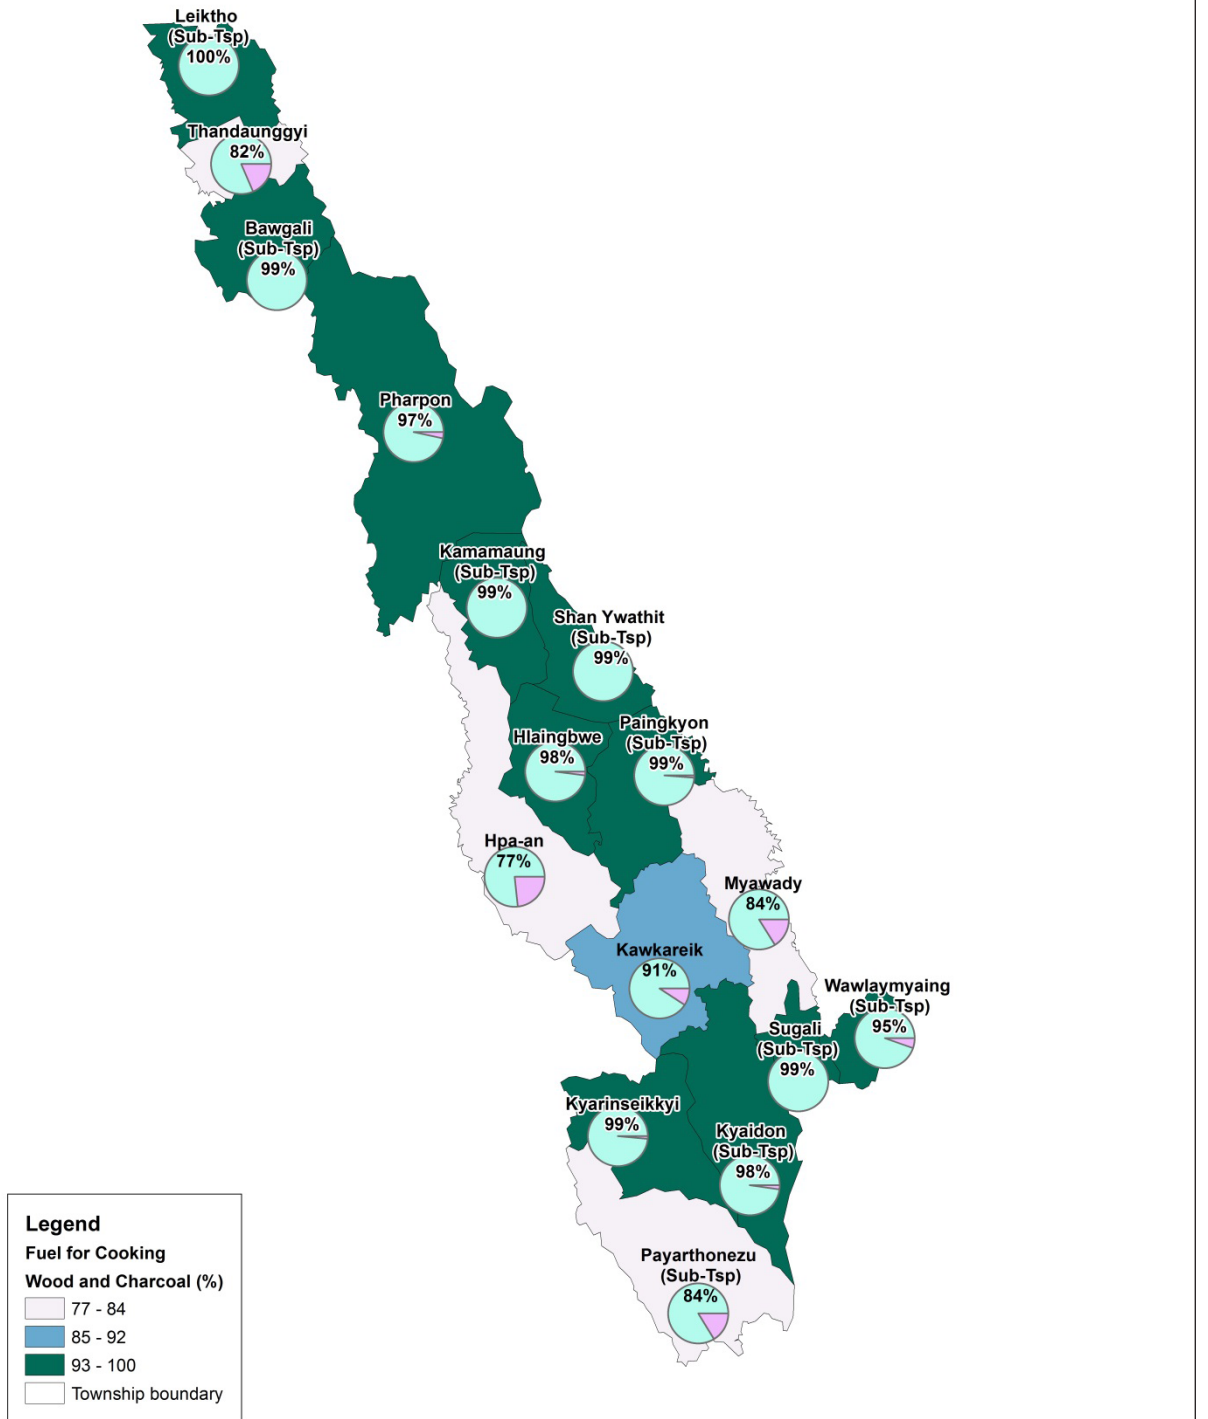 Leiktho
(Sub-Tsp)
100%
Thandaunggyi
82%
Bawgali
(Sub-Tsp)
99%
Pharpon
97%
Kamamaung
(Sub-Tsp)
99%
Shan Ywathit
(Sub-Tsp)
99%
Paingkyon
(Sub-Tsp)
99%
Hlaingbwe
98%
Hpa-an
77%
Myawady
84%
Kawkareik
91%
Wawlaymyaing
(Sub-Tsp)
95%
Sugali
(Sub-Tsp)
99%
Kyarinseikkyi
99%
Kyaidon
(Sub-Tsp)
98%
Payarthonezu
(Sub-Tsp)
84%
Legend
Fuel for Cooking
Wood and Charcoal (%)
77 - 84
85 - 92
93 - 100
Township boundary